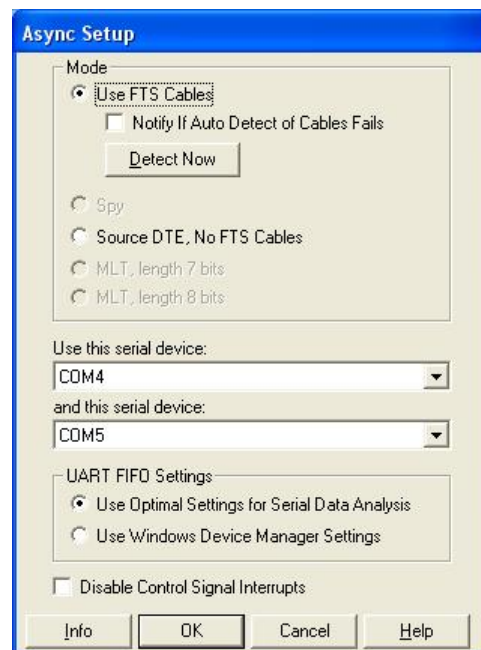 Async Setup
Mode
Use FTS Cables
Notify If Auto Detect of Cables Fails
Detect Now
Spy
Source DTE, No FTS Cables
MLT, length 7 bits
MLT, length 8 bits
Use this serial device:
COM4
and this serial device:
COM5
UART FIFO Settings
Use Optimal Settings for Serial Data Analysis
Use Windows Device Manager Settings
Disable Control Signal Interrupts
Info OK Cancel Help